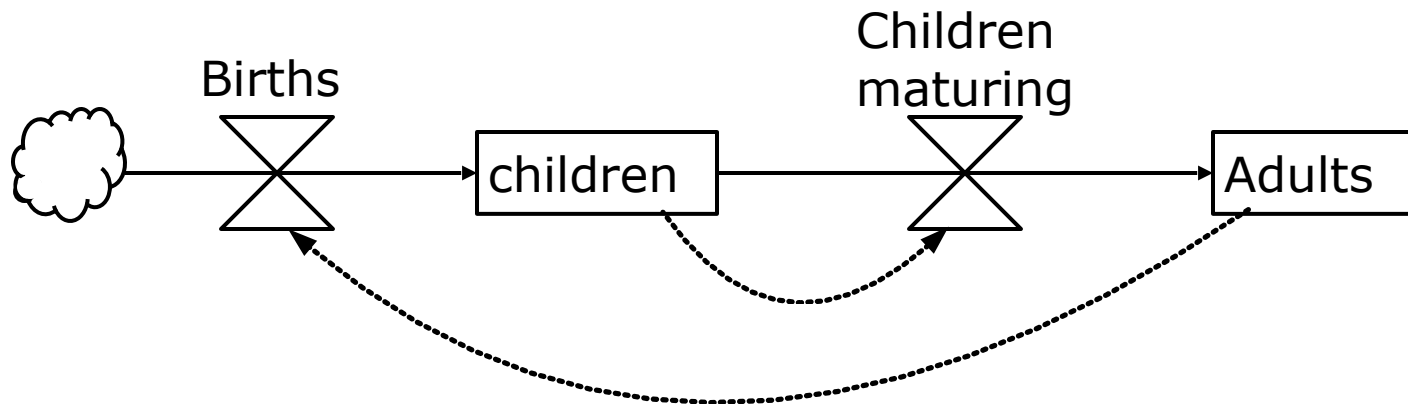 Births
Children
maturing
children
Adults